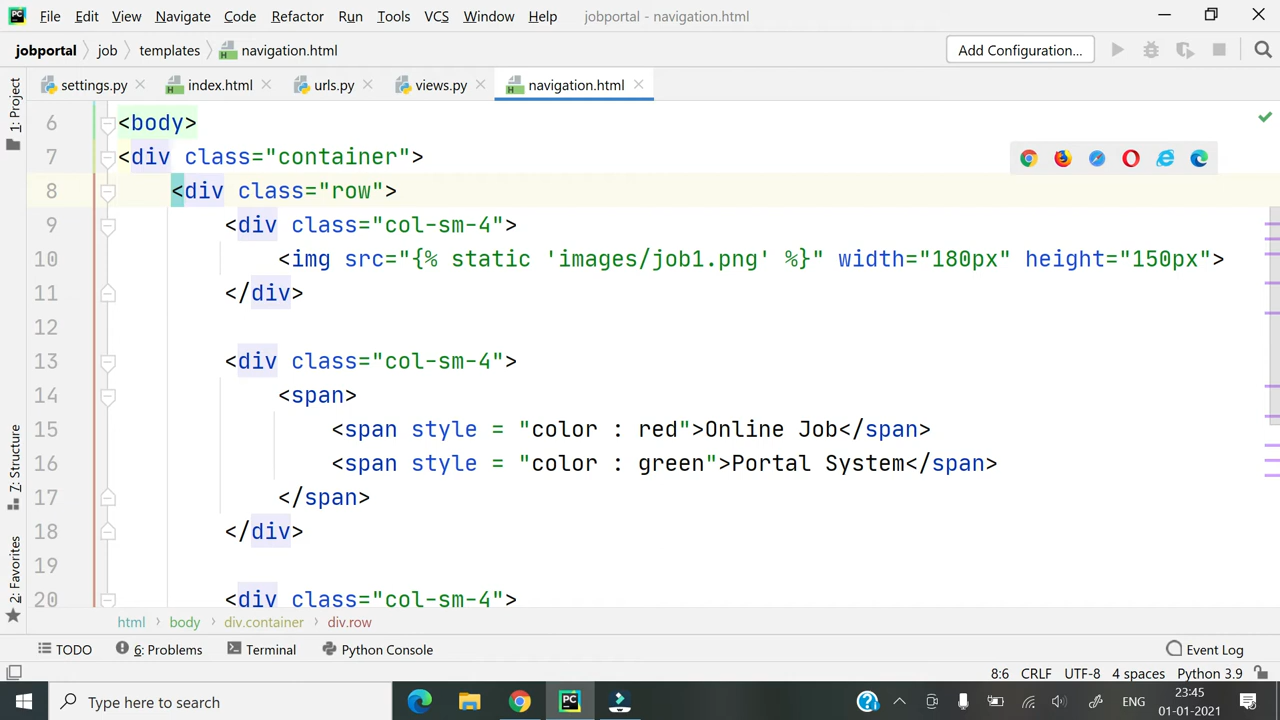 File Edit View Navigate Code Refactor Run Tools VCS Window Help jobportal - navigation.html
jobportal job templates navigation.html Add Configuration...
settings.py index.html urls.py views.py navigation.html
1: Project
6 <body>
7 <div class="container">
8 <div class="row">
9 <div class="col-sm-4">
10 <img src="{% static 'images/job1.png' %}" width="180px" height="150px">
11 </div>
12
13 <div class="col-sm-4">
14 <span>
15 <span style = "color : red">Online Job</span>
16 <span style = "color : green">Portal System</span>
17 </span>
18 </div>
19
20 <div class="col-sm-4">
7: Structure
2: Favorites
html body div.container div.row
TODO 6: Problems Terminal Python Console Event Log
8:6 CRLF UTF-8 4 spaces Python 3.9
Type here to search
23:45
01-01-2021